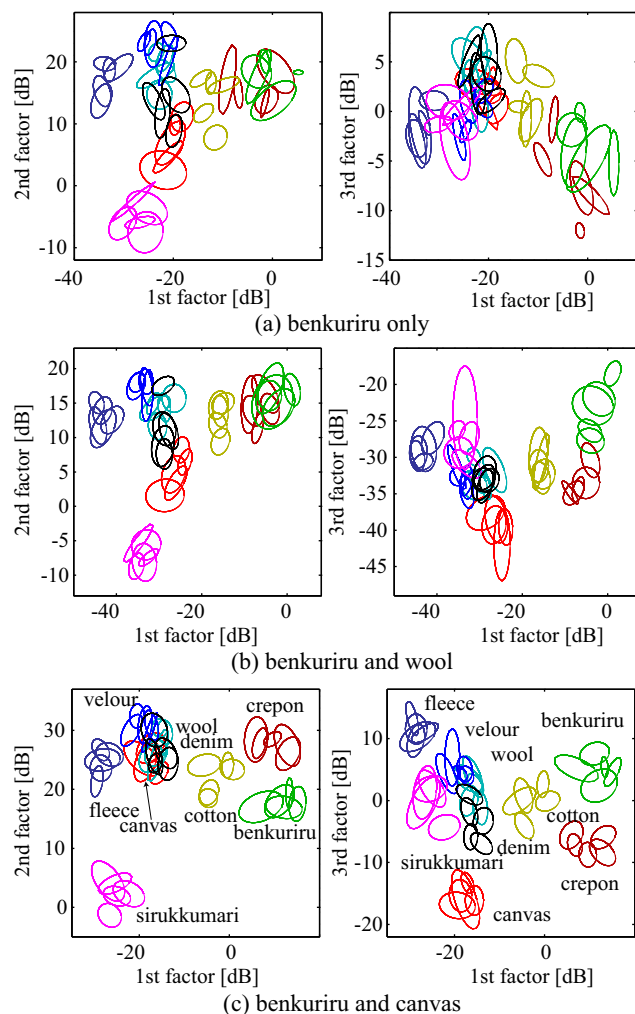 20
10
0
-10
-40
-20
0
2nd factor [dB]
1st factor [dB]
5
0
-5
-10
-15
-40
-20
0
3rd factor [dB]
1st factor [dB]
(a) benkuriru only
20
15
10
5
0
-5
-10
-40
-20
0
2nd factor [dB]
1st factor [dB]
-20
-25
-30
-35
-40
-45
-40
-20
0
3rd factor [dB]
1st factor [dB]
(b) benkuriru and wool
30
20
10
0
-20
0
2nd factor [dB]
1st factor [dB]
velour
wool
denim
crepon
fleece
canvas
cotton
benkuriru
sirukkumari
10
0
-10
-20
-20
0
3rd factor [dB]
1st factor [dB]
fleece
velour
wool
benkuriru
cotton
denim
sirukkumari
crepon
canvas
(c) benkuriru and canvas